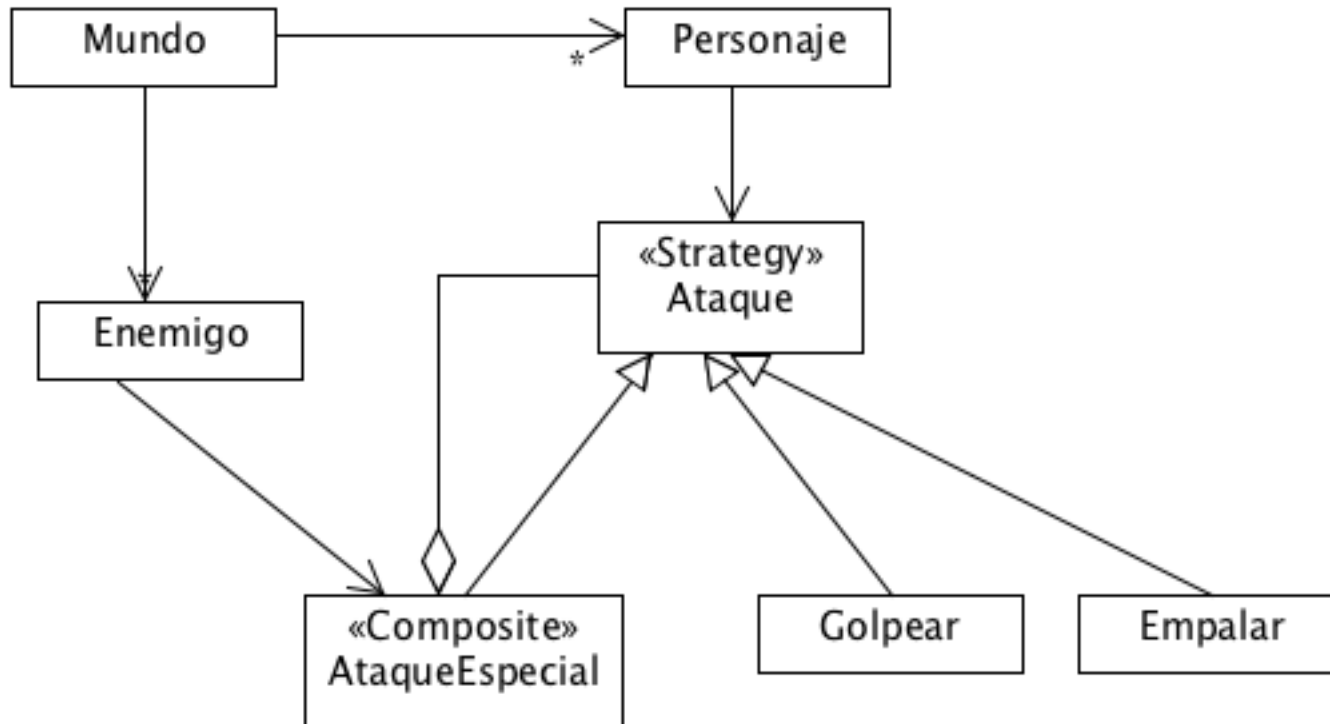 Mundo
Personaje
*
«Strategy»
Ataque
*
Enemigo
«Composite»
AtaqueEspecial
Golpear
Empalar